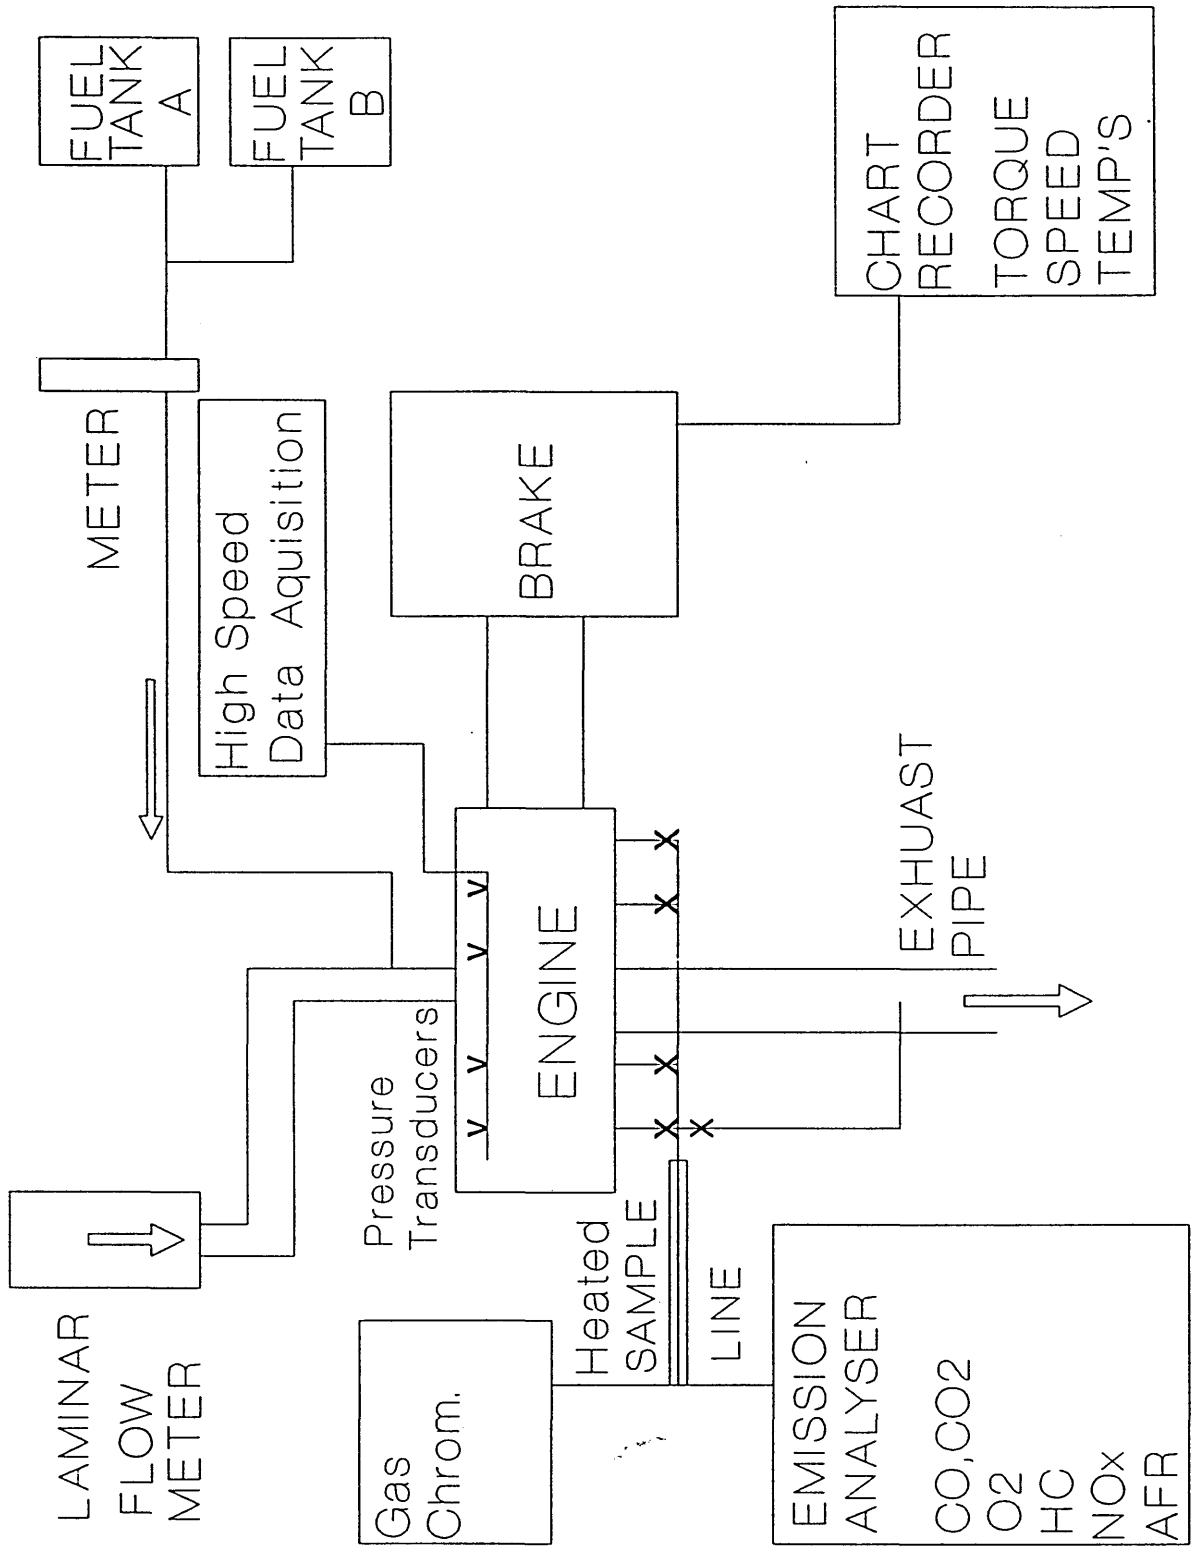 LAMINAR
FLOW
METER
METER
FUEL
TANK
A
FUEL
TANK
B
High Speed
Data Aquisition
Pressure
Transducers
Gas
Chrom.
ENGINE
BRAKE
Heated
SAMPLE
LINE
EMISSION
ANALYSER
CO,CO2
O2
HC
NOx
AFR
EXHUAST
PIPE
CHART
RECORDER
TORQUE
SPEED
TEMP'S